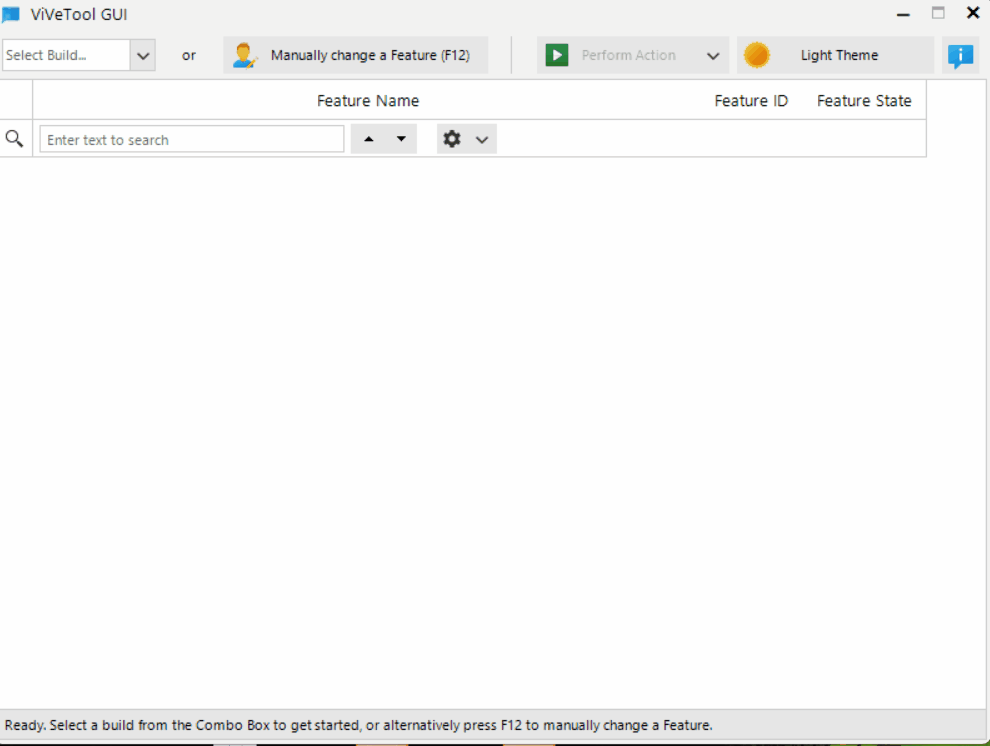 ViVeTool GUI
Select Build... or Manually change a Feature (F12) Perform Action Light Theme
Feature Name Feature ID Feature State
Enter text to search
Ready. Select a build from the Combo Box to get started, or alternatively press F12 to manually change a Feature.